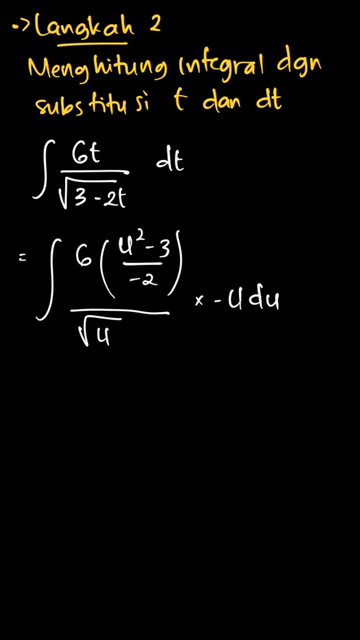 -> Langkah 2
Menghitung integral dgn
substitusi t dan dt
∫ 6t / √(3 - 2t) dt
= ∫ 6 ( (u² - 3) / -2 ) / √u × - u du